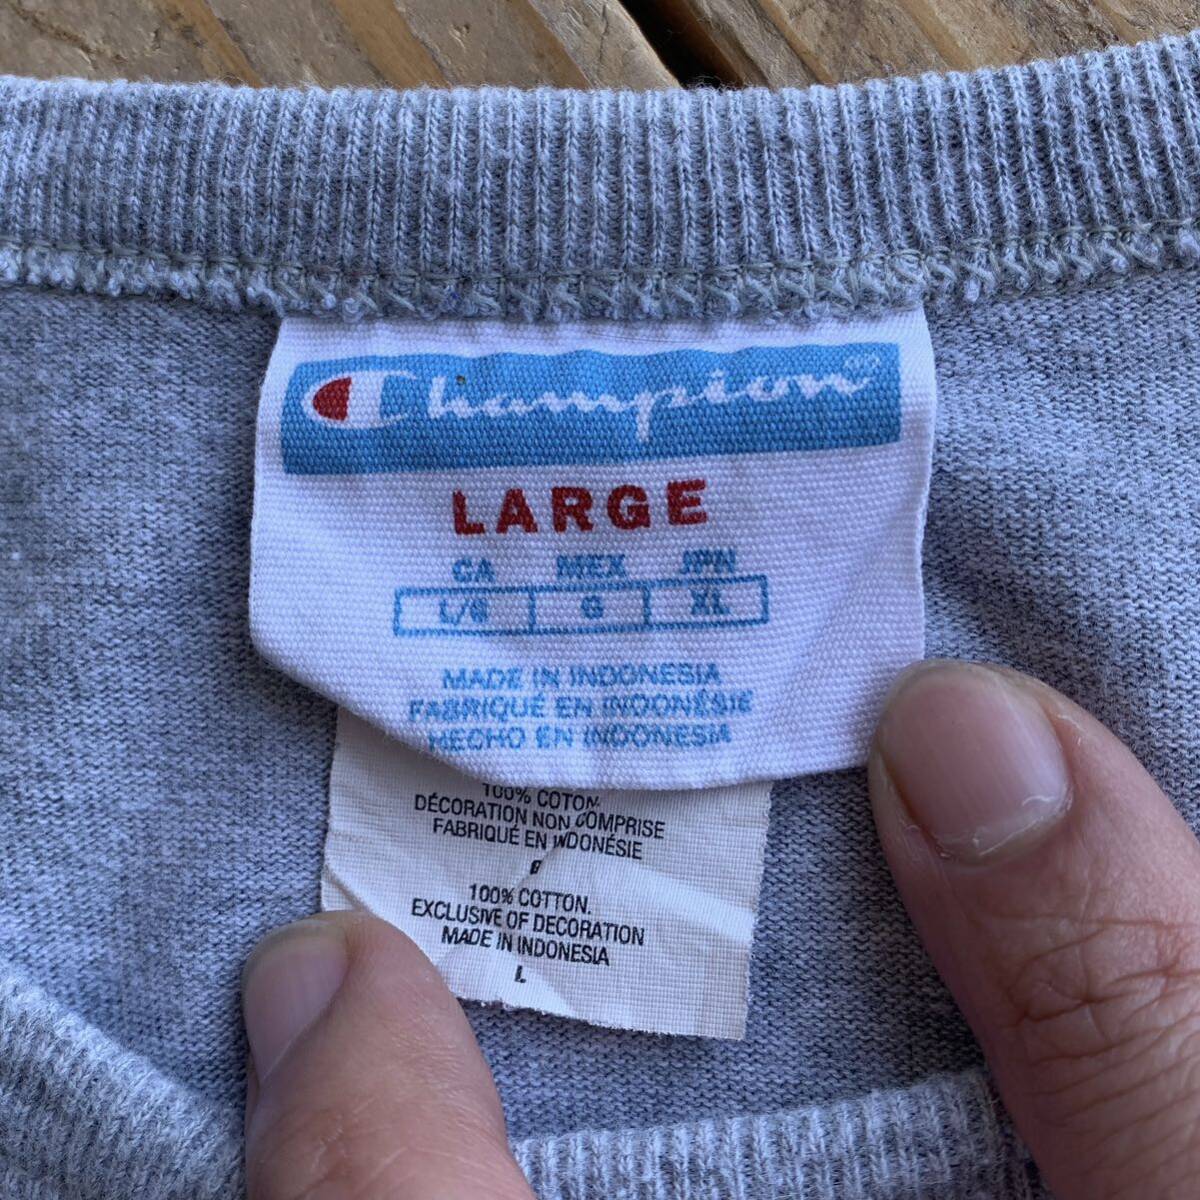 Champion
LARGE
CA MEX JPN
L/G G XL
MADE IN INDONESIA
FABRIQUÉ EN INDONÉSIE
HECHO EN INDONESIA
100% COTON.
DÉCORATION NON COMPRISE
FABRIQUÉ EN INDONÉSIE
G
100% COTTON.
EXCLUSIVE OF DECORATION
MADE IN INDONESIA
L